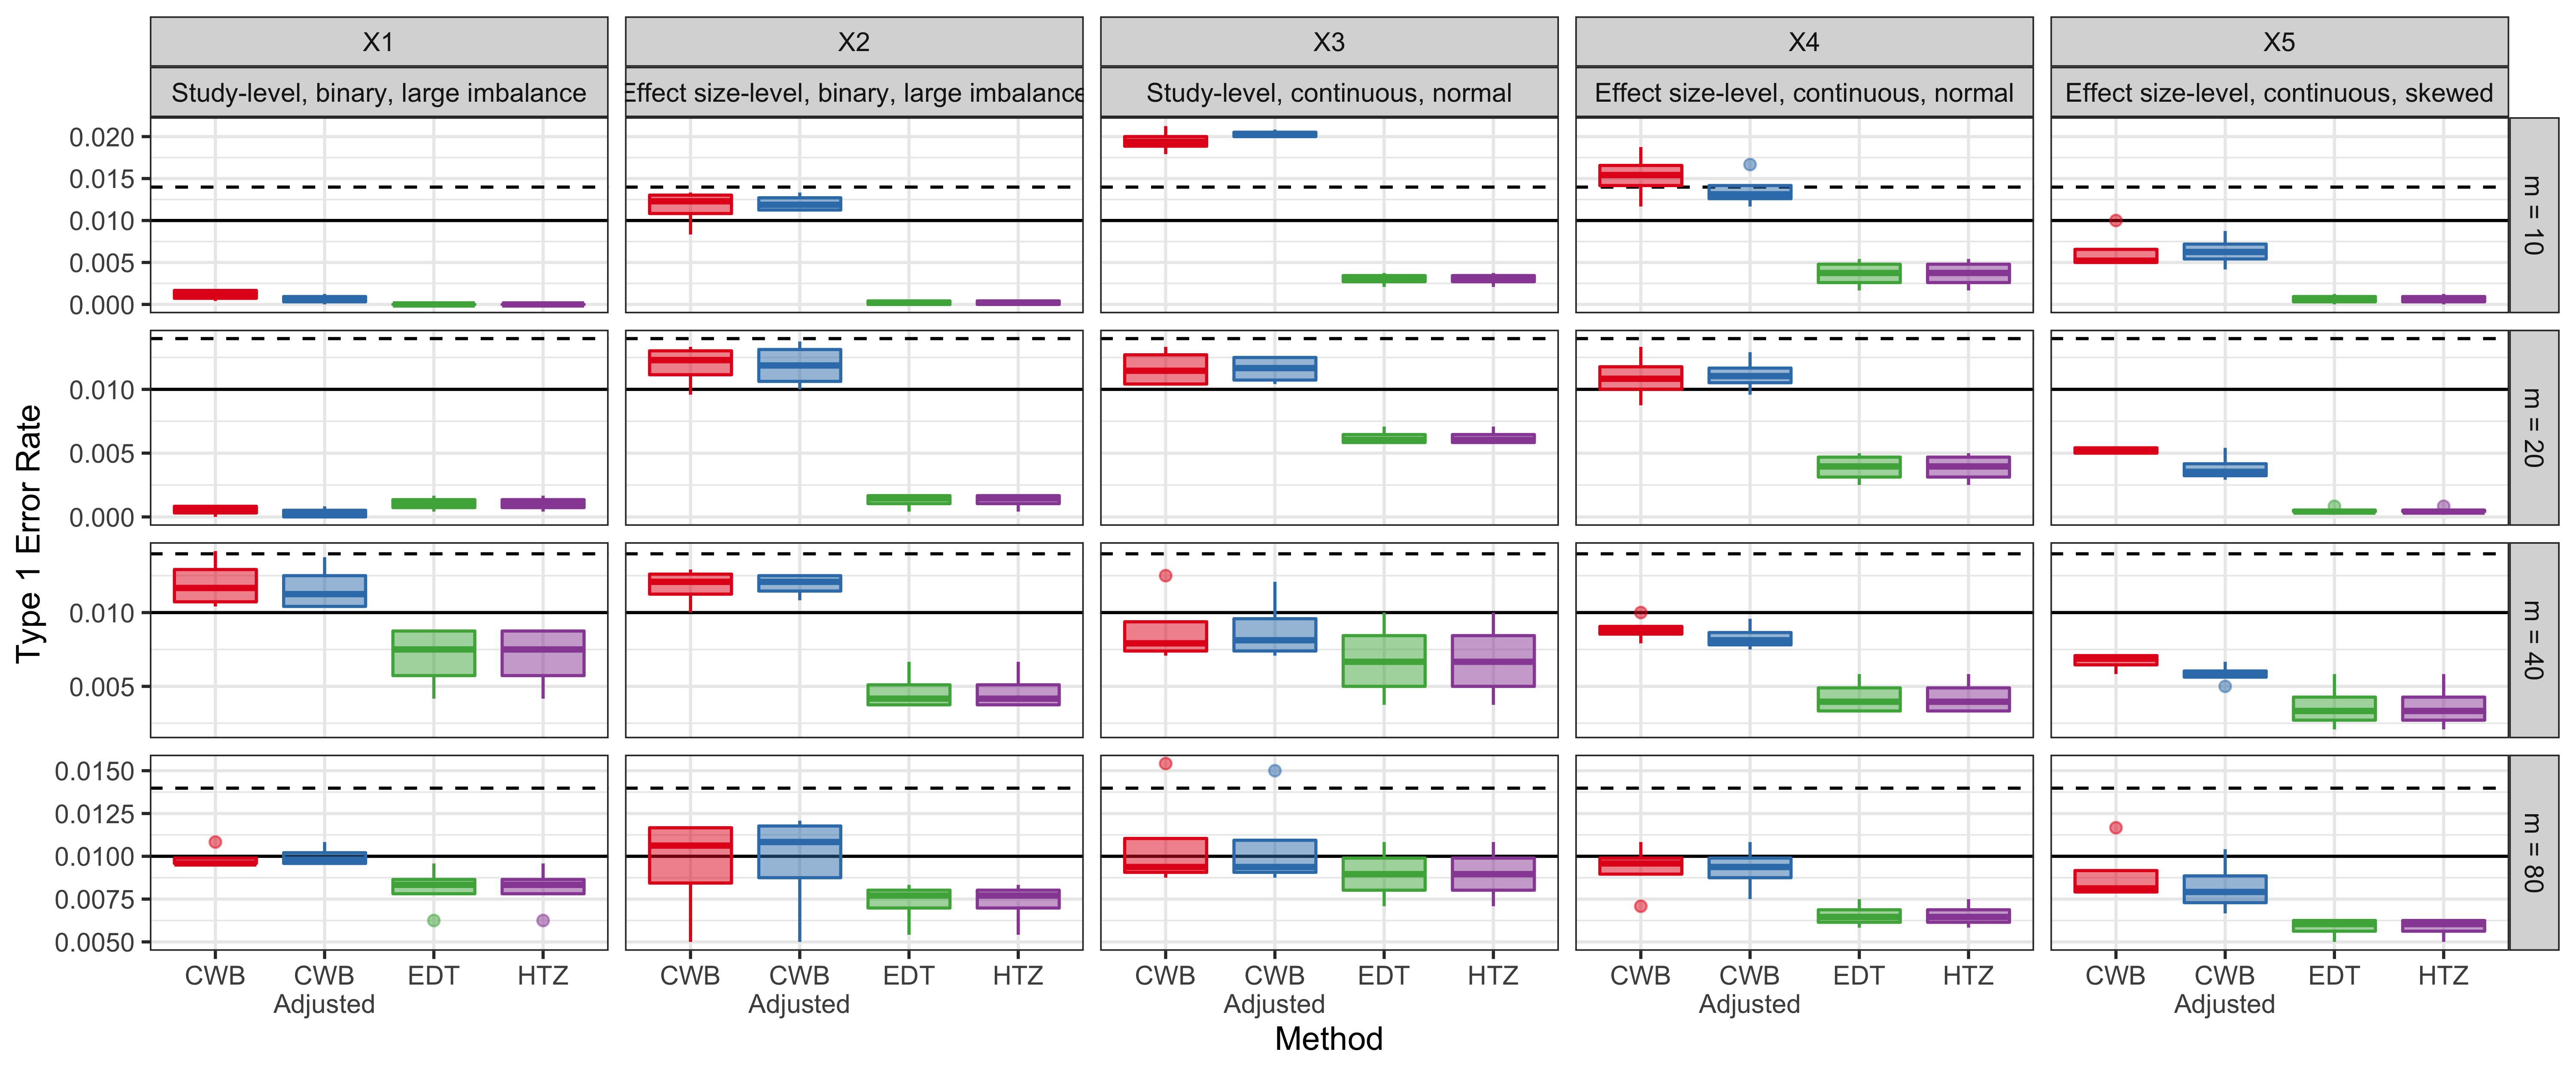 X1
X2
X3
X4
X5
Study-level, binary, large imbalance
Effect size-level, binary, large imbalance
Study-level, continuous, normal
Effect size-level, continuous, normal
Effect size-level, continuous, skewed
0.020
0.015
0.010
0.005
0.000
m = 10
0.010
0.005
0.000
m = 20
0.010
0.005
m = 40
0.0150
0.0125
0.0100
0.0075
0.0050
m = 80
Type 1 Error Rate
CWB
CWB
Adjusted
EDT
HTZ
CWB
CWB
Adjusted
EDT
HTZ
CWB
CWB
Adjusted
EDT
HTZ
CWB
CWB
Adjusted
EDT
HTZ
CWB
CWB
Adjusted
EDT
HTZ
Method